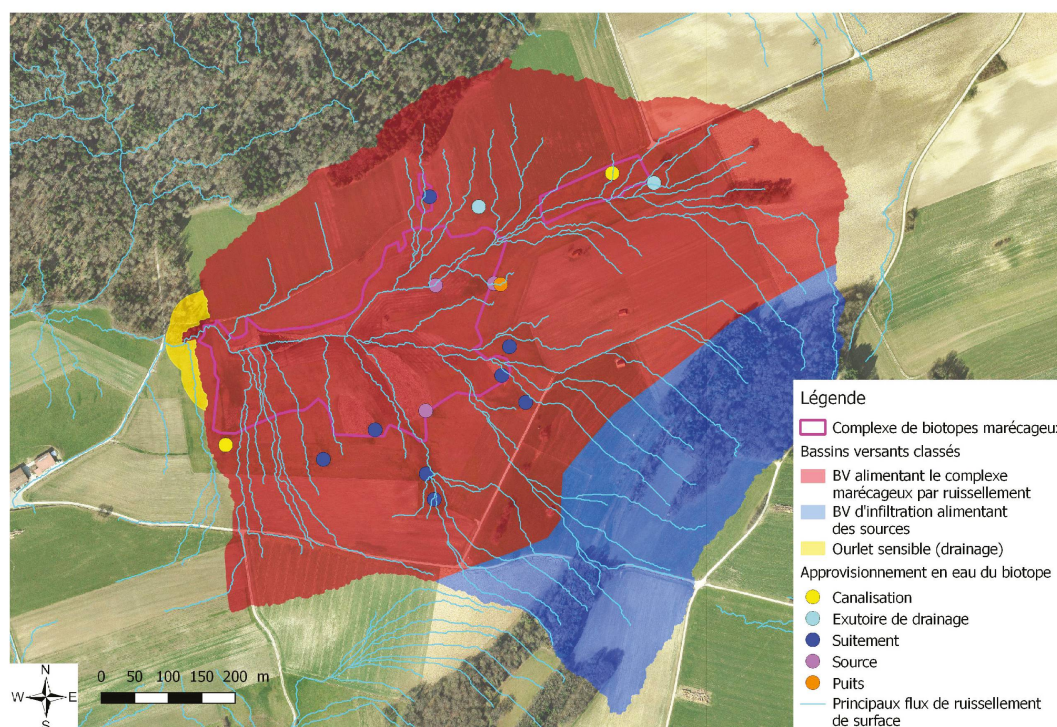 Légende
Complexe de biotopes marécageux
Bassins versants classés
BV alimentant le complexe
marécageux par ruissellement
BV d'infiltration alimentant
des sources
Ourlet sensible (drainage)
Approvisionnement en eau du biotope
Canalisation
Exutoire de drainage
Suitement
Source
Puits
Principaux flux de ruissellement
de surface
N
W E
S
0 50 100 150 200 m